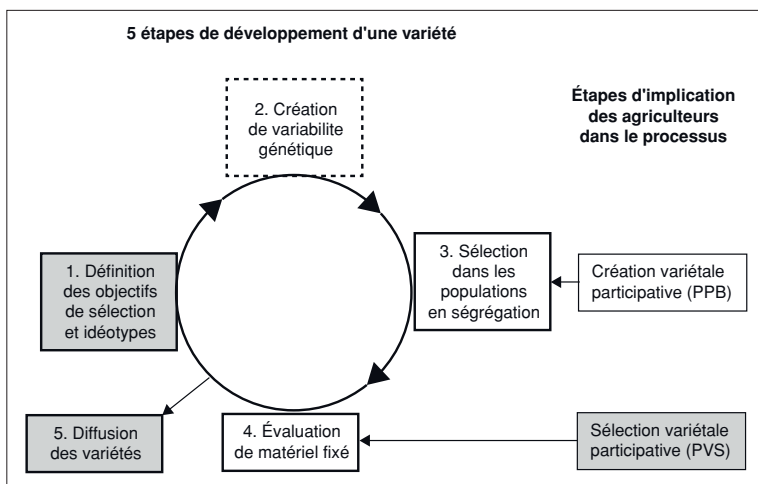 5 étapes de développement d'une variété
Étapes d'implication
des agriculteurs
dans le processus
2. Création
de variabilite
génétique
1. Définition
des objectifs
de sélection
et idéotypes
3. Sélection
dans les
populations
en ségrégation
Création variétale
participative (PPB)
5. Diffusion
des variétés
4. Évaluation
de matériel fixé
Sélection variétale
participative (PVS)